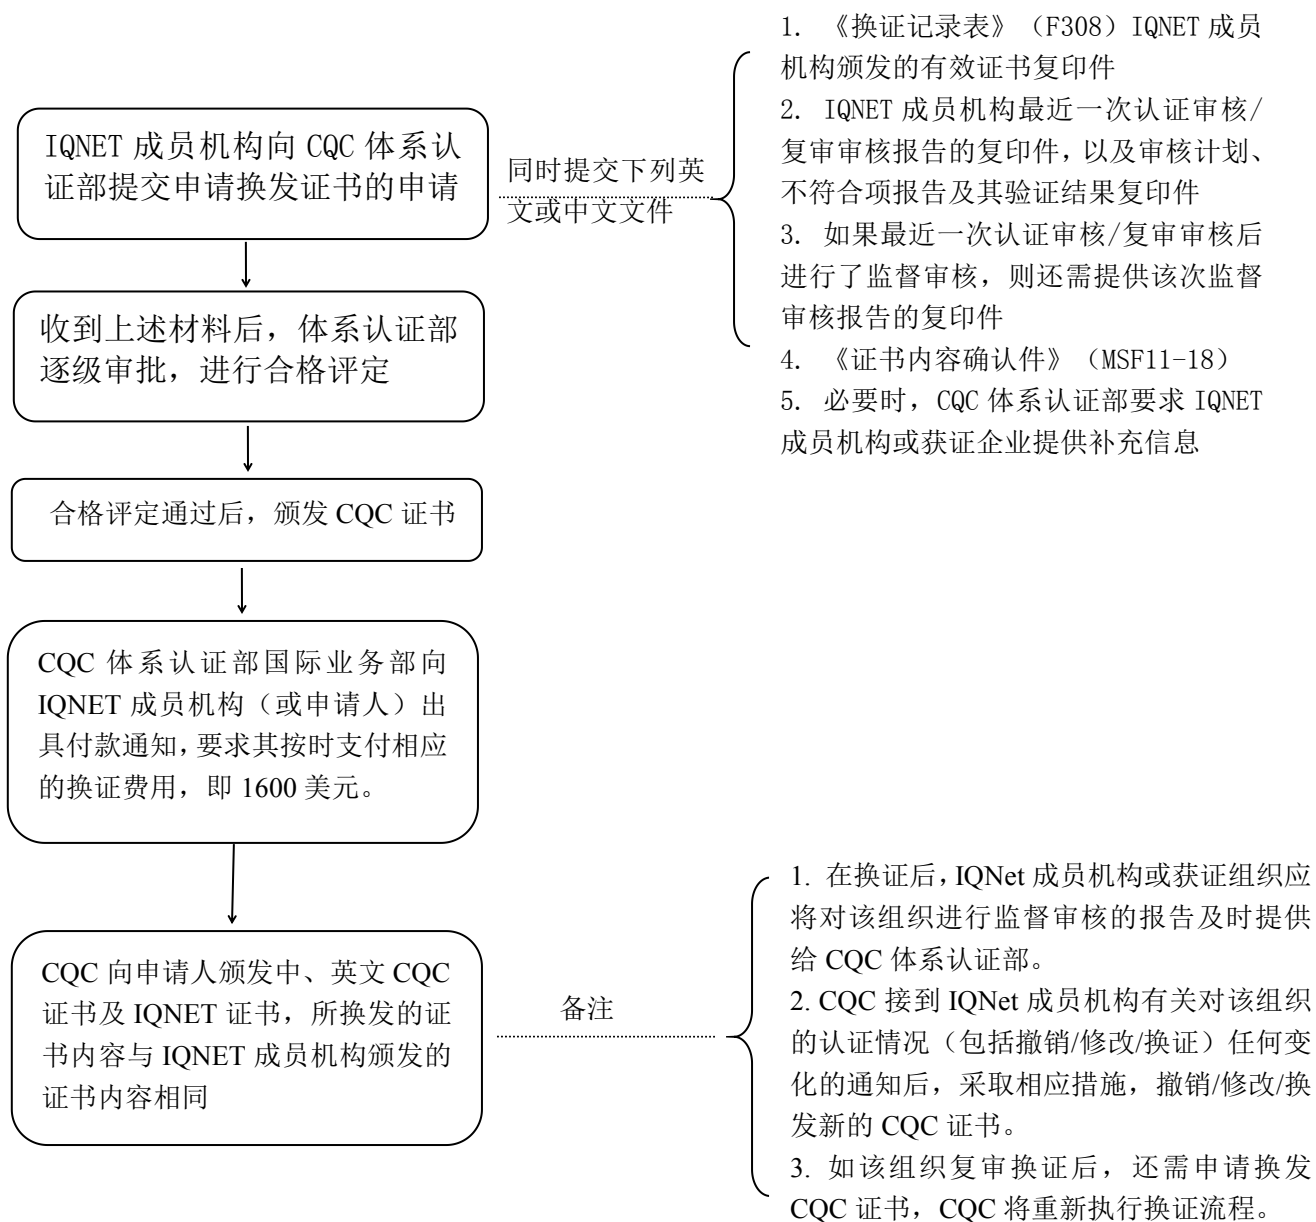 IQNET 成员机构向 CQC 体系认
证部提交申请换发证书的申请
同时提交下列英
文或中文文件
1. 《换证记录表》（F308）IQNET 成员
机构颁发的有效证书复印件
2. IQNET 成员机构最近一次认证审核/
复审审核报告的复印件，以及审核计划、
不符合项报告及其验证结果复印件
3. 如果最近一次认证审核/复审审核后
进行了监督审核，则还需提供该次监督
审核报告的复印件
4. 《证书内容确认件》（MSF11-18）
5. 必要时，CQC 体系认证部要求 IQNET
成员机构或获证企业提供补充信息
收到上述材料后，体系认证部
逐级审批，进行合格评定
合格评定通过后，颁发 CQC 证书
CQC 体系认证部国际业务部向
IQNET 成员机构（或申请人）出
具付款通知，要求其按时支付相应
的换证费用，即 1600 美元。
CQC 向申请人颁发中、英文 CQC
证书及 IQNET 证书，所换发的证
书内容与 IQNET 成员机构颁发的
证书内容相同
备注
1. 在换证后，IQNet 成员机构或获证组织应
将对该组织进行监督审核的报告及时提供
给 CQC 体系认证部。
2. CQC 接到 IQNet 成员机构有关对该组织
的认证情况（包括撤销/修改/换证）任何变
化的通知后，采取相应措施，撤销/修改/换
发新的 CQC 证书。
3. 如该组织复审换证后，还需申请换发
CQC 证书，CQC 将重新执行换证流程。